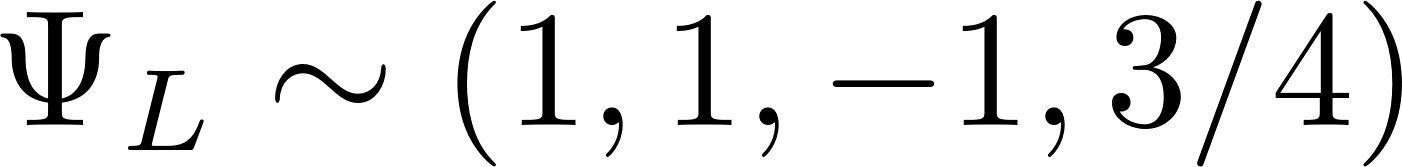 Ψ_L ∼ (1, 1, −1, 3/4)